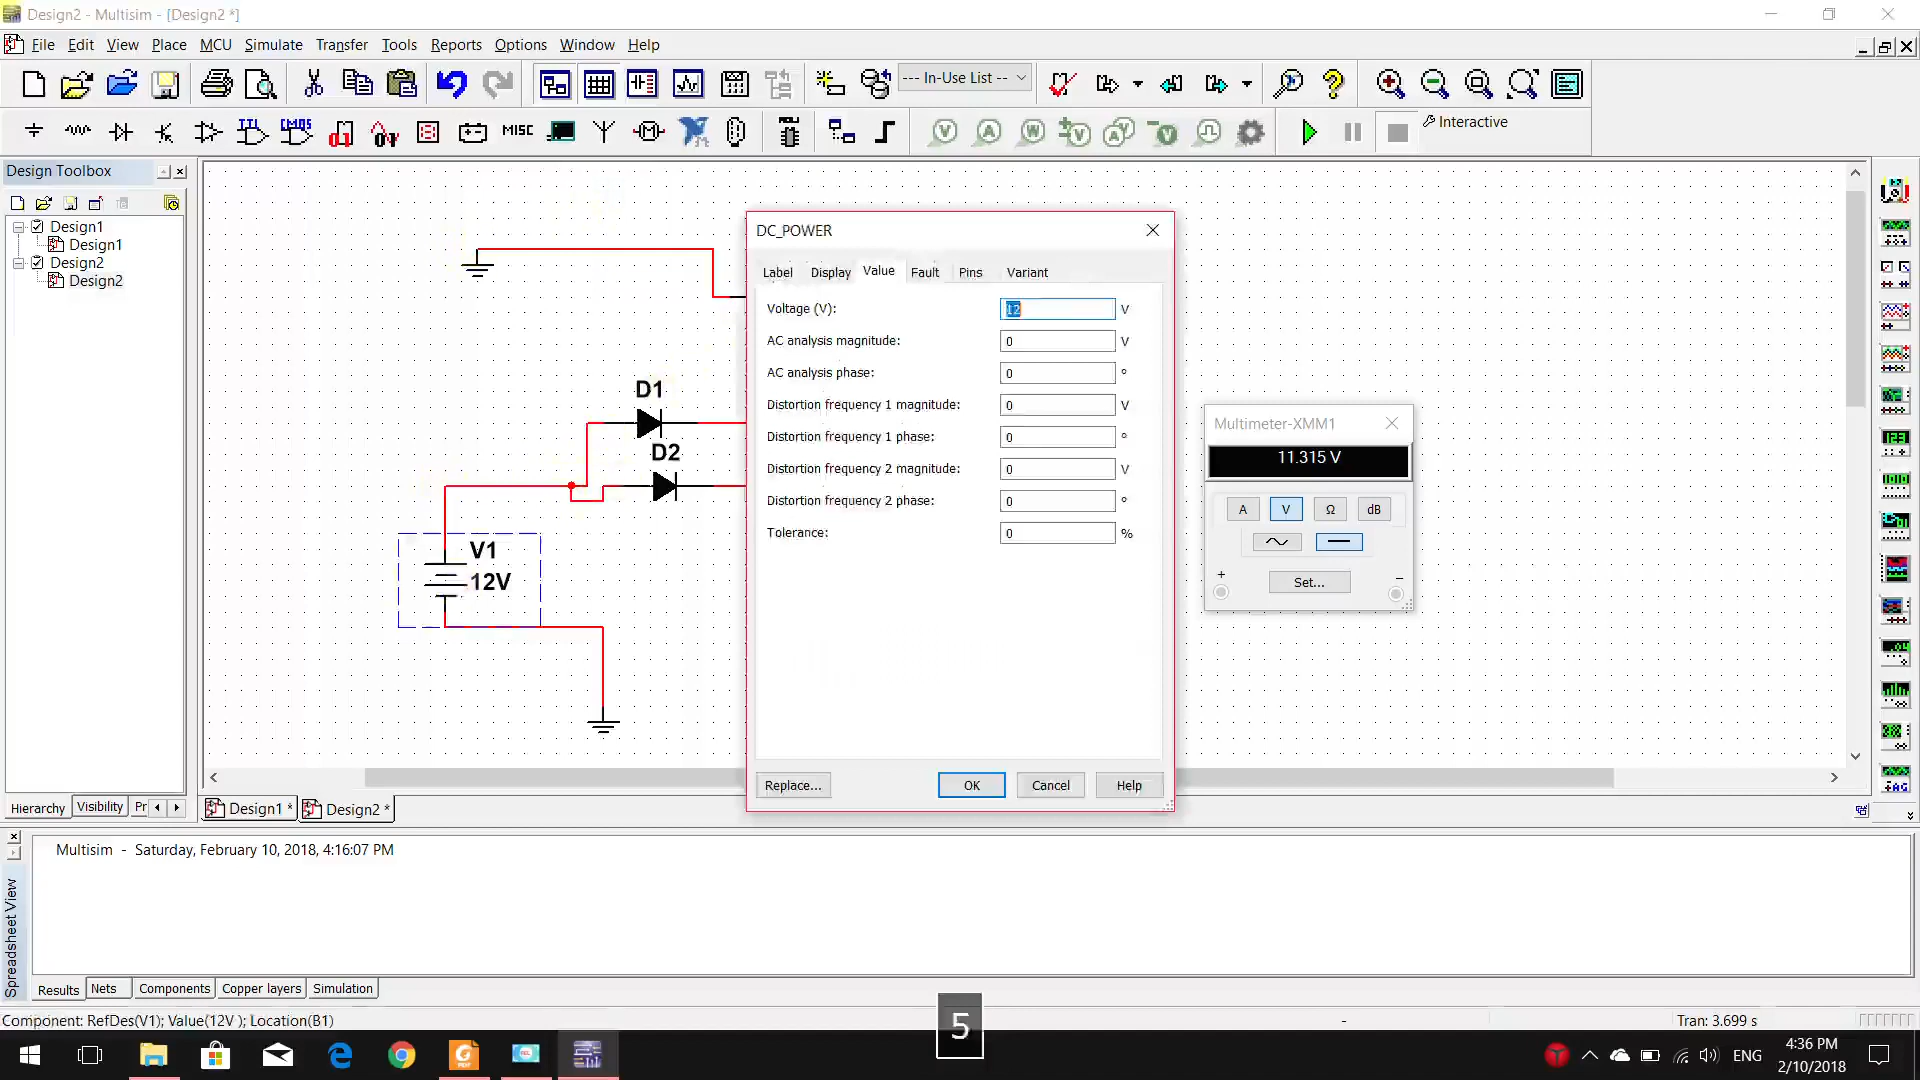 Design2 - Multisim - [Design2 *]
File Edit View Place MCU Simulate Transfer Tools Reports Options Window Help
--- In-Use List --
TTL CMOS MISC
Interactive
Design Toolbox
Design1
Design1
Design2
Design2
DC_POWER
Label Display Value Fault Pins Variant
Voltage (V): 12 V
AC analysis magnitude: 0 V
AC analysis phase: 0 °
Distortion frequency 1 magnitude: 0 V
Distortion frequency 1 phase: 0 °
Distortion frequency 2 magnitude: 0 V
Distortion frequency 2 phase: 0 °
Tolerance: 0 %
Replace... OK Cancel Help
D1
D2
V1
12V
Multimeter-XMM1
11.315 V
A V Ω dB
+ –
Set...
Hierarchy Visibility Pr
Design1 * Design2 *
Multisim - Saturday, February 10, 2018, 4:16:07 PM
Spreadsheet View
Results Nets Components Copper layers Simulation
Component: RefDes(V1); Value(12V ); Location(B1)
-
Tran: 3.699 s
5
ENG
4:36 PM
2/10/2018